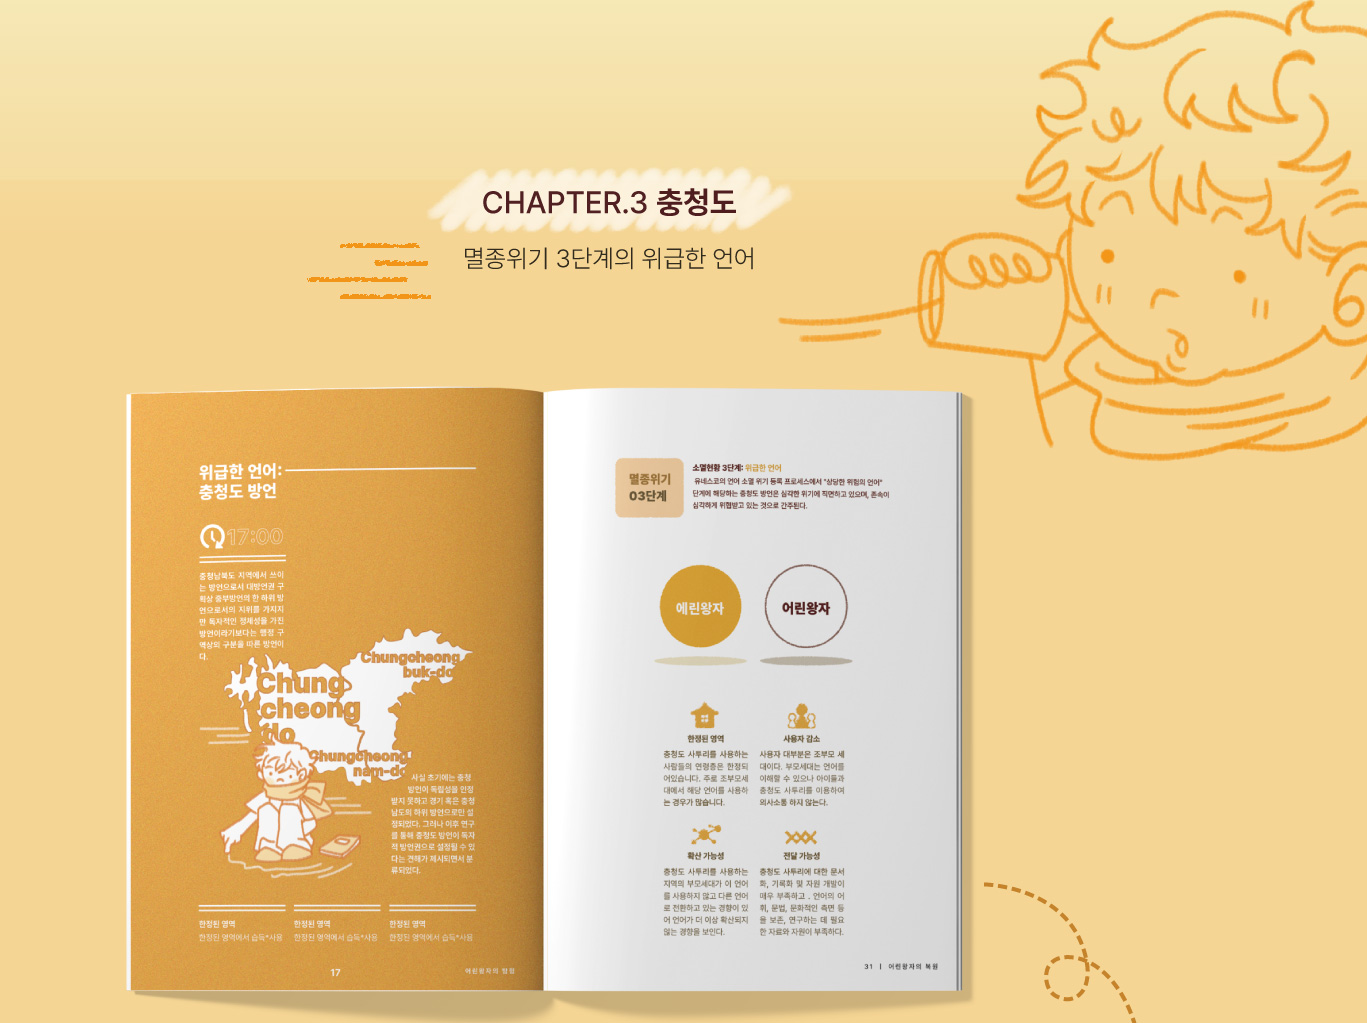 CHAPTER.3 충청도
멸종위기 3단계의 위급한 언어
위급한 언어:
충청도 방언
17:00
충청남북도 지역에서 쓰이
는 방언으로서 대방언권 구
획상 중부방언의 한 하위 방
언으로서의 지위를 가지지
만 독자적인 정체성을 가진
방언이라기보다는 행정 구
역상의 구분을 따른 방언이
다.
Chungcheong
buk-do
Chung
cheong
do
Chungcheong
nam-do
사실 초기에는 충청
방언이 독립성을 인정
받지 못하고 경기 혹은 충청
남도의 하위 방언으로만 설
정되었다. 그러나 이후 연구
를 통해 충청도 방언이 독자
적 방언권으로 설정될 수 있
다는 견해가 제시되면서 분
류되었다.
한정된 영역
한정된 영역에서 습득*사용
한정된 영역
한정된 영역에서 습득*사용
한정된 영역
한정된 영역에서 습득*사용
17
어린왕자의 탐험
멸종위기
03단계
소멸현황 3단계: 위급한 언어
유네스코의 언어 소멸 위기 등록 프로세스에서 "상당한 위험의 언어"
단계에 해당하는 충청도 방언은 심각한 위기에 직면하고 있으며, 존속이
심각하게 위협받고 있는 것으로 간주된다.
에린왕자
어린왕자
한정된 영역
충청도 사투리를 사용하는
사람들의 연령층은 한정되
어있습니다. 주로 조부모세
대에서 해당 언어를 사용하
는 경우가 많습니다.
사용자 감소
사용자 대부분은 조부모 세
대이다. 부모세대는 언어를
이해할 수 있으나 아이들과
충청도 사투리를 이용하여
의사소통 하지 않는다.
확산 가능성
충청도 사투리를 사용하는
지역의 부모세대가 이 언어
를 사용하지 않고 다른 언어
로 전환하고 있는 경향이 있
어 언어가 더 이상 확산되지
않는 경향을 보인다.
전달 가능성
충청도 사투리에 대한 문서
화, 기록화 및 자원 개발이
매우 부족하고 . 언어의 어
휘, 문법, 문화적인 측면 등
을 보존, 연구하는 데 필요
한 자료와 자원이 부족하다.
31 | 어린왕자의 복원